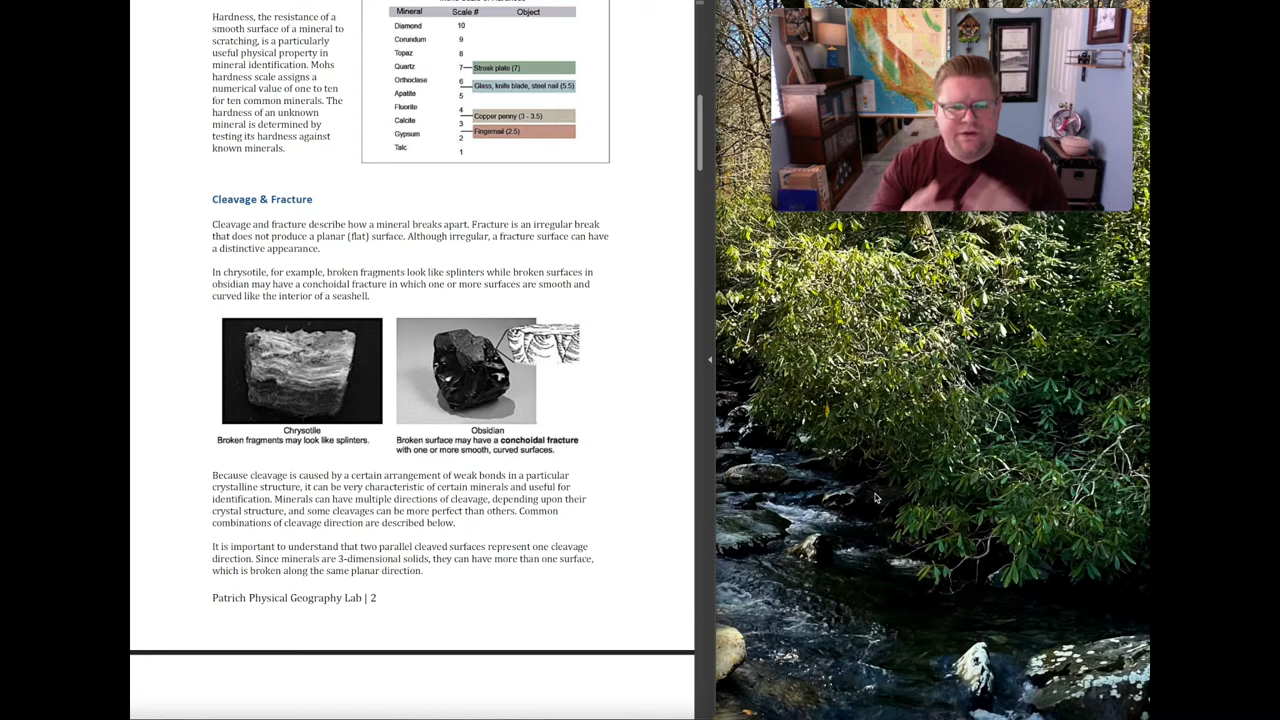 Hardness, the resistance of a
smooth surface of a mineral to
scratching, is a particularly
useful physical property in
mineral identification. Mohs
hardness scale assigns a
numerical value of one to ten
for ten common minerals. The
hardness of an unknown
mineral is determined by
testing its hardness against
known minerals.
Mineral Scale # Object
Diamond 10
Corundum 9
Topaz 8
Quartz 7 Streak plate (7)
Orthoclase 6
Glass, knife blade, steel nail (5.5)
Apatite 5
Fluorite 4
Copper penny (3 - 3.5)
Calcite 3
Fingernail (2.5)
Gypsum 2
Talc 1
Cleavage & Fracture
Cleavage and fracture describe how a mineral breaks apart. Fracture is an irregular break
that does not produce a planar (flat) surface. Although irregular, a fracture surface can have
a distinctive appearance.
In chrysotile, for example, broken fragments look like splinters while broken surfaces in
obsidian may have a conchoidal fracture in which one or more surfaces are smooth and
curved like the interior of a seashell.
Chrysotile
Broken fragments may look like splinters.
Obsidian
Broken surface may have a conchoidal fracture
with one or more smooth, curved surfaces.
Because cleavage is caused by a certain arrangement of weak bonds in a particular
crystalline structure, it can be very characteristic of certain minerals and useful for
identification. Minerals can have multiple directions of cleavage, depending upon their
crystal structure, and some cleavages can be more perfect than others. Common
combinations of cleavage direction are described below.
It is important to understand that two parallel cleaved surfaces represent one cleavage
direction. Since minerals are 3-dimensional solids, they can have more than one surface,
which is broken along the same planar direction.
Patrich Physical Geography Lab | 2